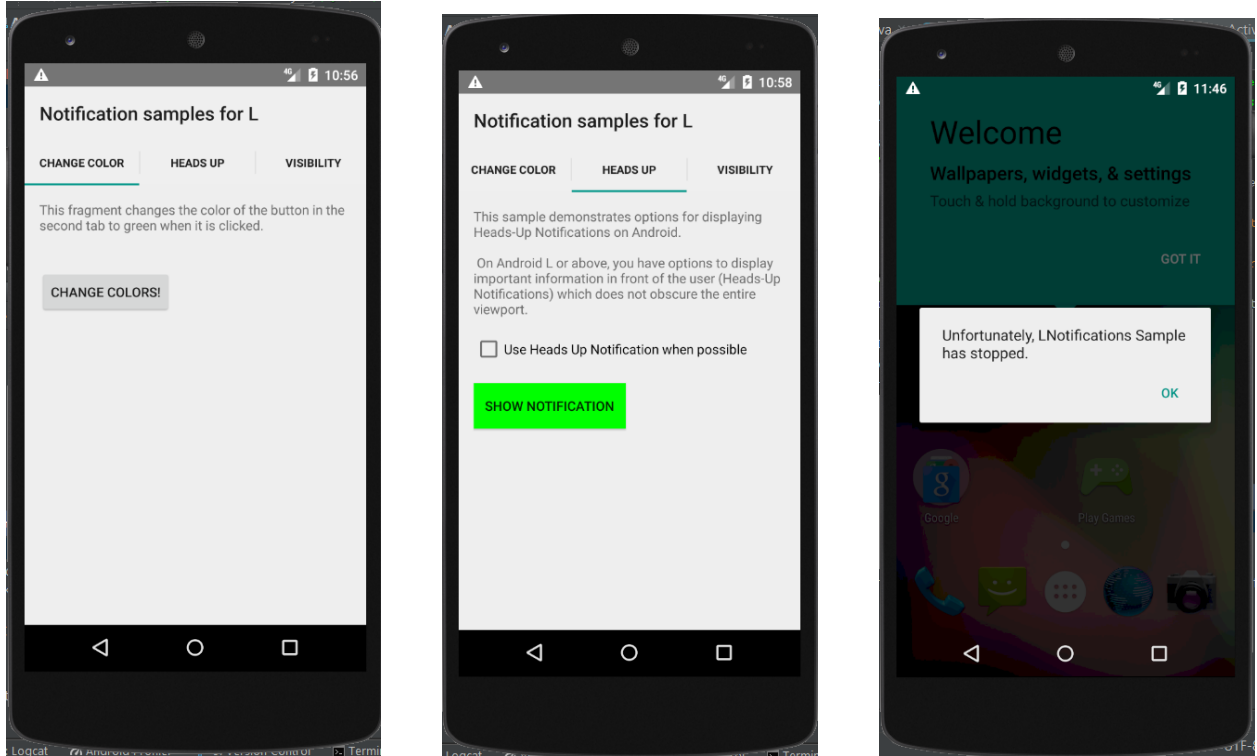 10:56
Notification samples for L
CHANGE COLOR HEADS UP VISIBILITY
This fragment changes the color of the button in the
second tab to green when it is clicked.
CHANGE COLORS!
Logcat
4G 10:58
Notification samples for L
CHANGE COLOR HEADS UP VISIBILITY
This sample demonstrates options for displaying
Heads-Up Notifications on Android.
On Android L or above, you have options to display
important information in front of the user (Heads-Up
Notifications) which does not obscure the entire
viewport.
Use Heads Up Notification when possible
SHOW NOTIFICATION
4G 11:46
Welcome
Wallpapers, widgets, & settings
Touch & hold background to customize
GOT IT
Unfortunately, LNotifications Sample
has stopped.
OK
Google Play Games